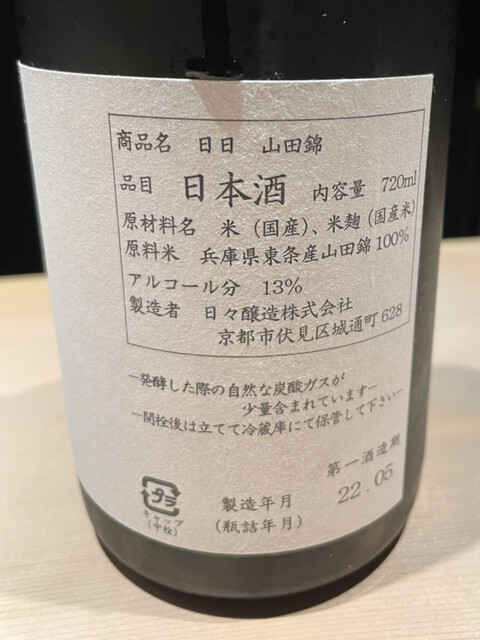 商品名 日日 山田錦
品目 日本酒 内容量 720ml
原材料名 米(国産)、米麹(国産米)
原料米 兵庫県東条産山田錦100%
アルコール分 13%
製造者 日々醸造株式会社
京都市伏見区城通町628
―発酵した際の自然な炭酸ガスが
少量含まれています―
―開栓後は立てて冷蔵庫にて保管して下さい―
第一酒造期
22.05
プラ
キャップ
(中栓)
製造年月
(瓶詰年月)